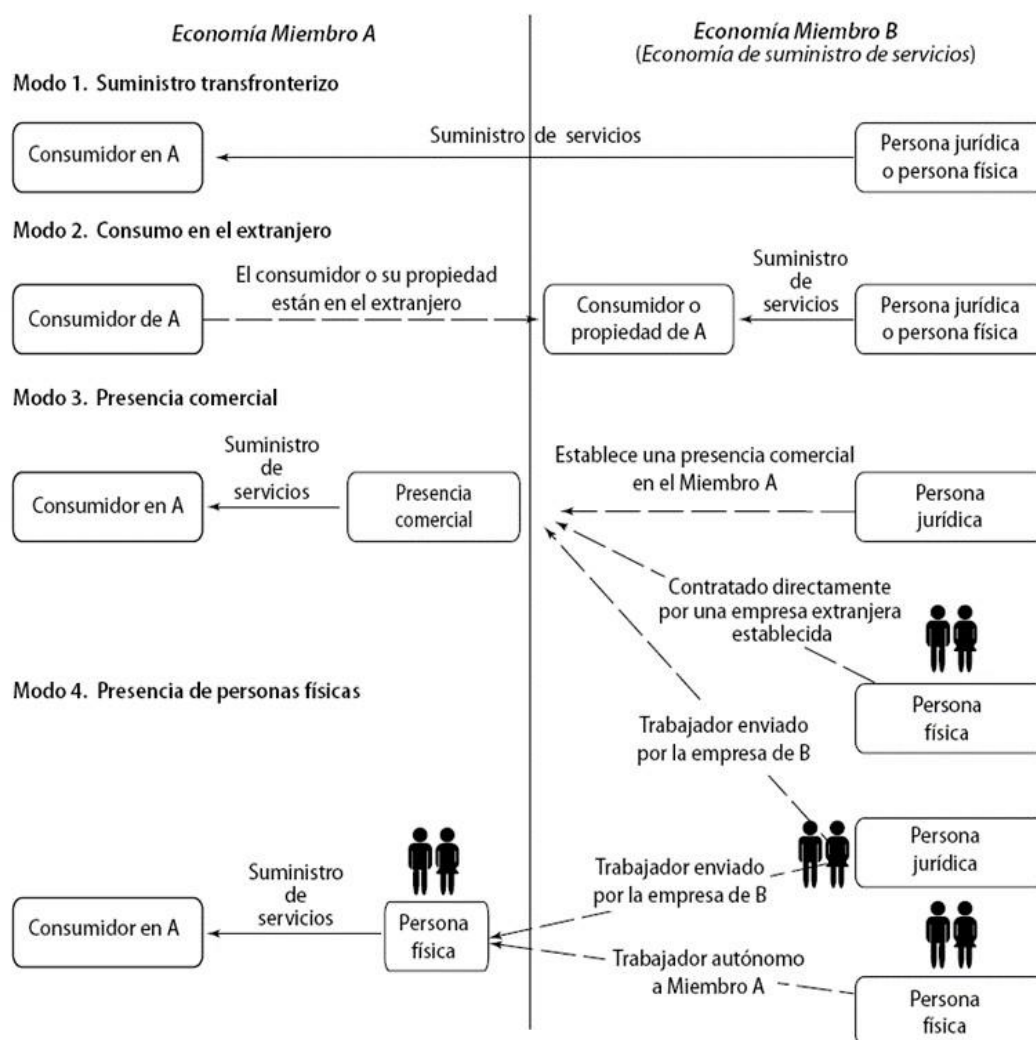 Economía Miembro A
Economía Miembro B
(Economía de suministro de servicios)
Modo 1. Suministro transfronterizo
Consumidor en A
Suministro de servicios
Persona jurídica
o persona física
Modo 2. Consumo en el extranjero
Consumidor de A
El consumidor o su propiedad
están en el extranjero
Consumidor o
propiedad de A
Suministro
de
servicios
Persona jurídica
o persona física
Modo 3. Presencia comercial
Consumidor en A
Suministro
de
servicios
Presencia
comercial
Establece una presencia comercial
en el Miembro A
Persona
jurídica
Contratado directamente
por una empresa extranjera
establecida
Persona
física
Modo 4. Presencia de personas físicas
Trabajador enviado
por la empresa de B
Persona
jurídica
Consumidor en A
Suministro
de
servicios
Persona
física
Trabajador enviado
por la empresa de B
Trabajador autónomo
a Miembro A
Persona
física